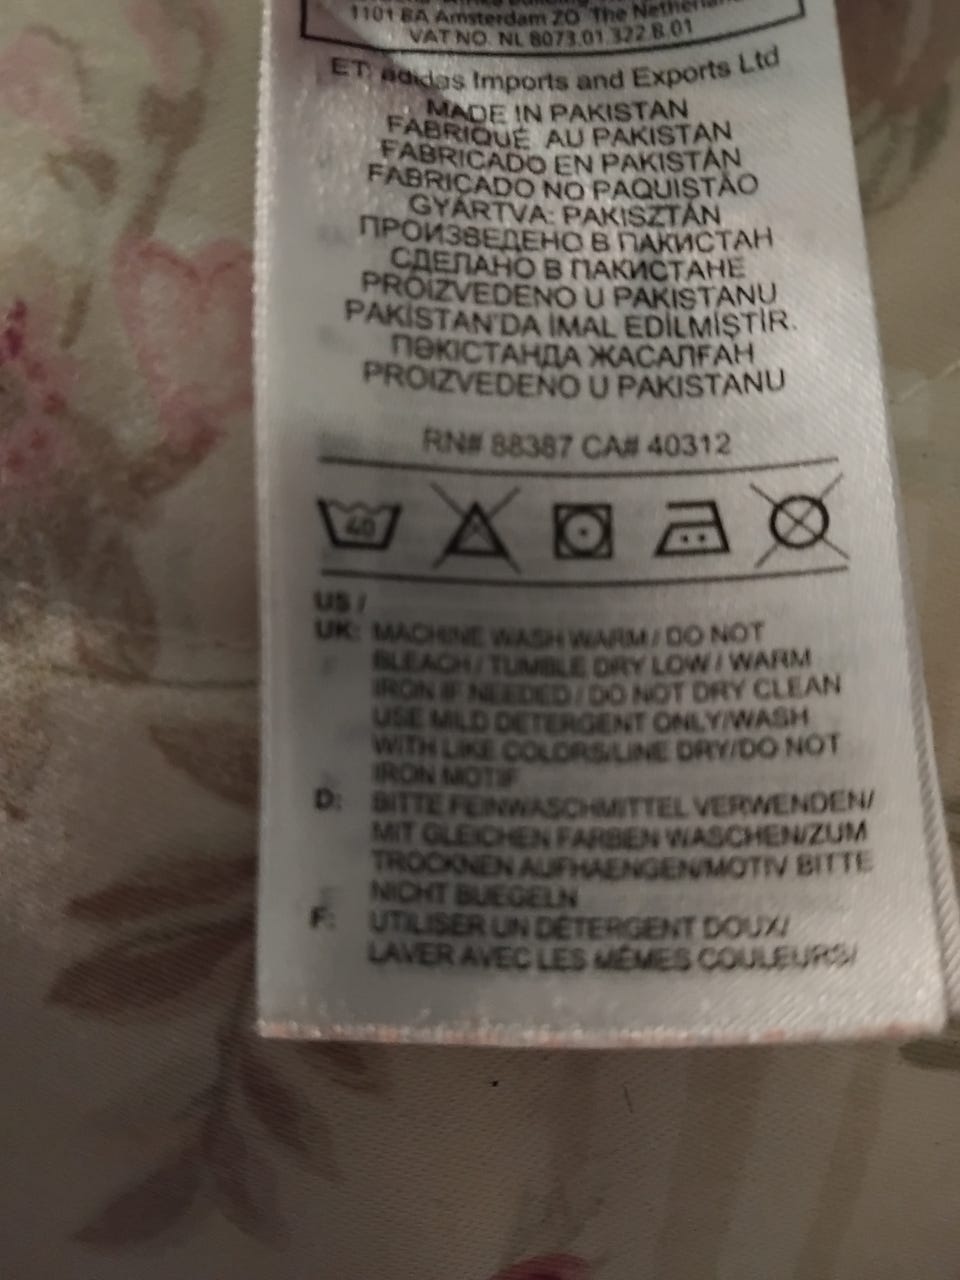 1101 BA Amsterdam ZO The Netherlands
VAT NO. NL 8073.01.322.B.01
ET: adidas Imports and Exports Ltd
MADE IN PAKISTAN
FABRIQUÉ AU PAKISTAN
FABRICADO EN PAKISTÁN
FABRICADO NO PAQUISTÃO
GYÁRTVA: PAKISZTÁN
ПРОИЗВЕДЕНО В ПАКИСТАН
СДЕЛАНО В ПАКИСТАНЕ
PROIZVEDENO U PAKISTANU
PAKİSTAN'DA İMAL EDİLMİŞTİR.
ПӘКІСТАНДА ЖАСАЛҒАН
PROIZVEDENO U PAKISTANU
RN# 88387 CA# 40312
40
US /
UK: MACHINE WASH WARM / DO NOT
BLEACH / TUMBLE DRY LOW / WARM
IRON IF NEEDED / DO NOT DRY CLEAN
USE MILD DETERGENT ONLY/WASH
WITH LIKE COLORS/LINE DRY/DO NOT
IRON MOTIF
D: BITTE FEINWASCHMITTEL VERWENDEN/
MIT GLEICHEN FARBEN WASCHEN/ZUM
TROCKNEN AUFHAENGEN/MOTIV BITTE
NICHT BUEGELN
F: UTILISER UN DÉTERGENT DOUX/
LAVER AVEC LES MÊMES COULEURS/